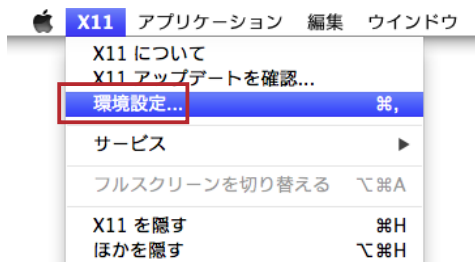 X11 アプリケーション 編集 ウインドウ
X11 について
X11 アップデートを確認...
環境設定... ⌘,
サービス ▶
フルスクリーンを切り替える ⌥⌘A
X11 を隠す ⌘H
ほかを隠す ⌥⌘H